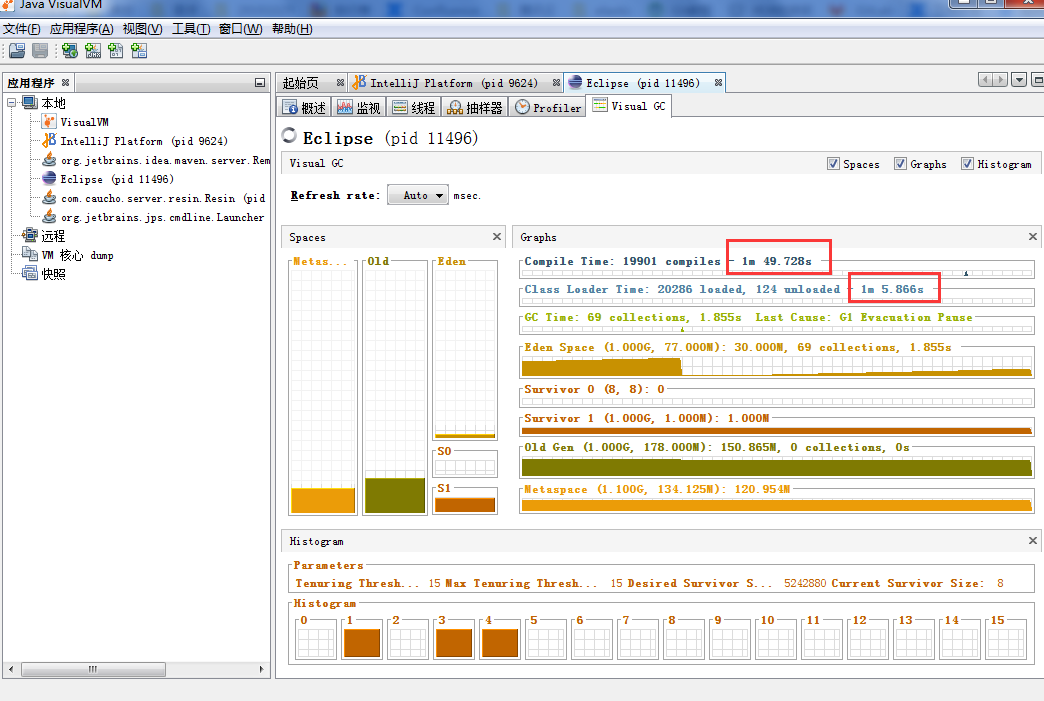 Java VisualVM
文件(F) 应用程序(A) 视图(V) 工具(T) 窗口(W) 帮助(H)
应用程序
本地
VisualVM
IntelliJ Platform (pid 9624)
org.jetbrains.idea.maven.server.Rem
Eclipse (pid 11496)
com.caucho.server.resin.Resin (pid
org.jetbrains.jps.cmdline.Launcher
远程
VM 核心 dump
快照
起始页 IntelliJ Platform (pid 9624) Eclipse (pid 11496)
概述 监视 线程 抽样器 Profiler Visual GC
Eclipse (pid 11496)
Visual GC Spaces Graphs Histogram
Refresh rate: Auto msec.
Spaces
Metas... Old Eden
S0
S1
Graphs
Compile Time: 19901 compiles - 1m 49.728s
Class Loader Time: 20286 loaded, 124 unloaded - 1m 5.866s
GC Time: 69 collections, 1.855s Last Cause: G1 Evacuation Pause
Eden Space (1.000G, 77.000M): 30.000M, 69 collections, 1.855s
Survivor 0 (8, 8): 0
Survivor 1 (1.000G, 1.000M): 1.000M
Old Gen (1.000G, 178.000M): 150.865M, 0 collections, 0s
Metaspace (1.100G, 134.125M): 120.954M
Histogram
Parameters
Tenuring Thresh... 15 Max Tenuring Thresh... 15 Desired Survivor S... 5242880 Current Survivor Size: 8
Histogram
0 1 2 3 4 5 6 7 8 9 10 11 12 13 14 15